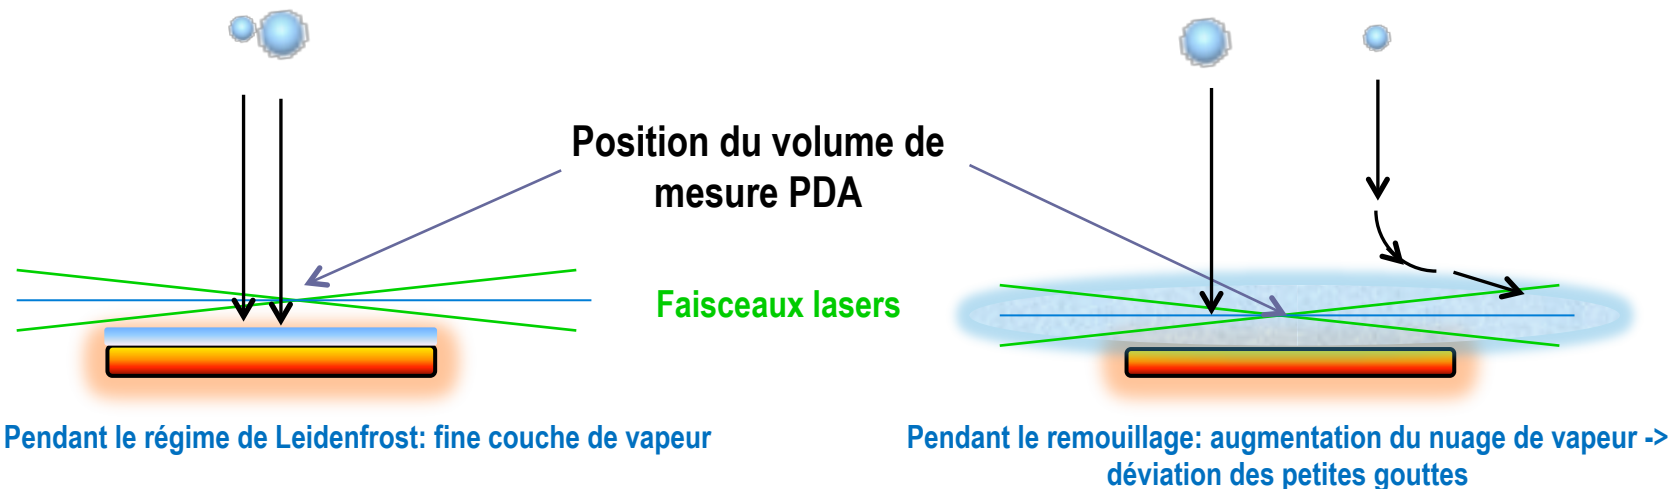 Position du volume de
mesure PDA
Faisceaux lasers
Pendant le régime de Leidenfrost: fine couche de vapeur
Pendant le remouillage: augmentation du nuage de vapeur ->
déviation des petites gouttes